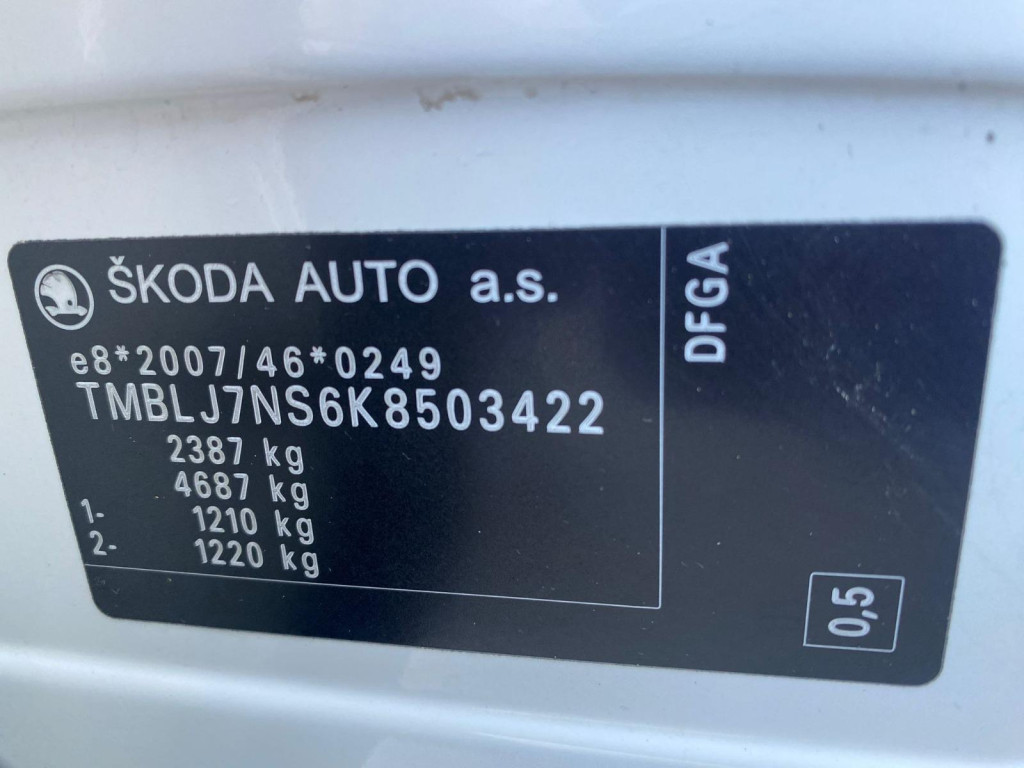 ŠKODA AUTO a.s.
e8*2007/46*0249
TMBLJ7NS6K8503422
2387 kg
4687 kg
1- 1210 kg
2- 1220 kg
DFGA
0,5